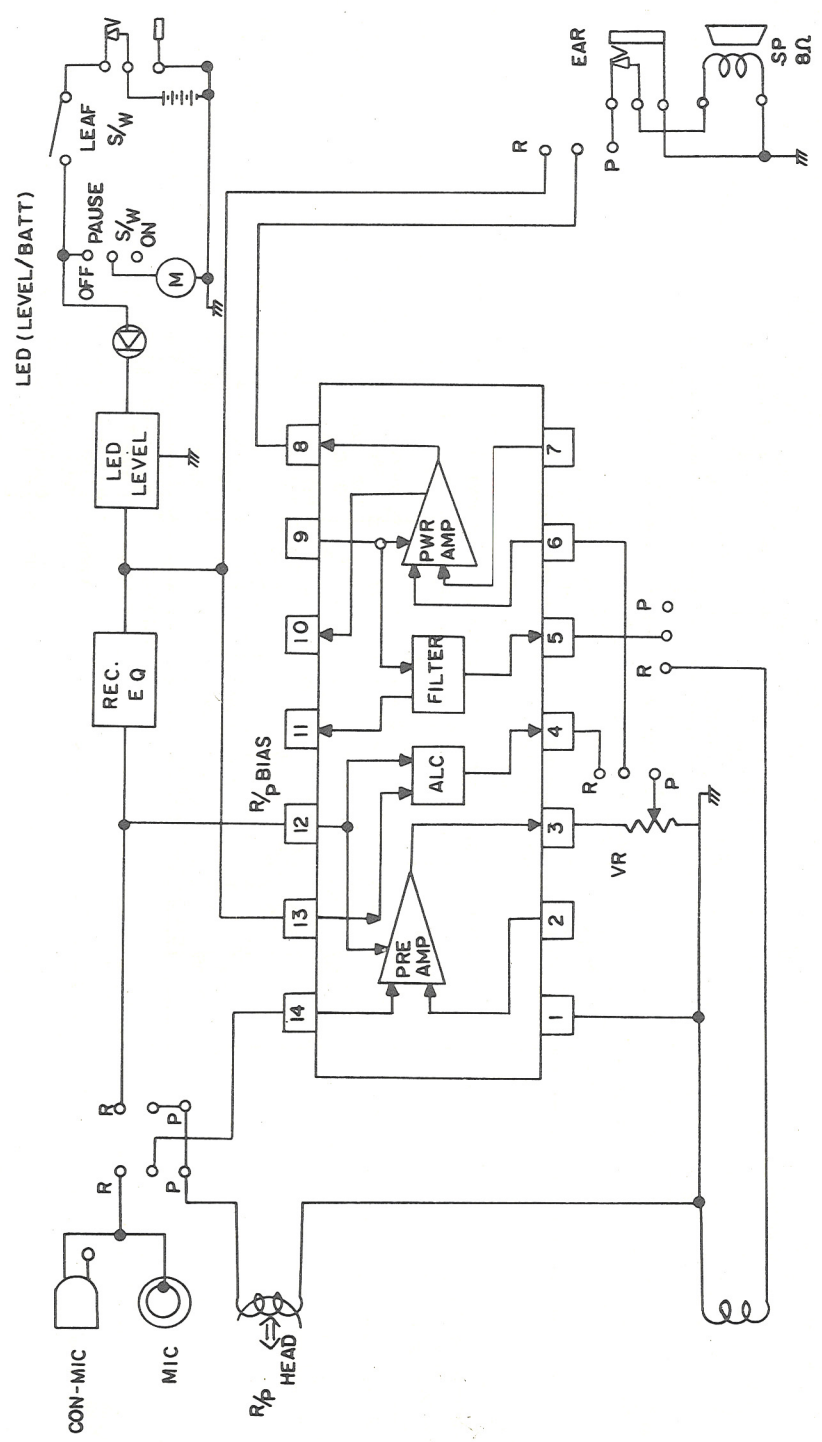 CON-MIC
MIC
R/P HEAD
R
P
R
P
REC. EQ
LED LEVEL
LED (LEVEL/BATT)
OFF
PAUSE
S/W
ON
M
LEAF S/W
R/P BIAS
14
13
12
11
10
9
8
PRE AMP
ALC
FILTER
PWR AMP
1
2
3
4
5
6
7
VR
R
P
R
P
R
P
EAR
SP
8Ω